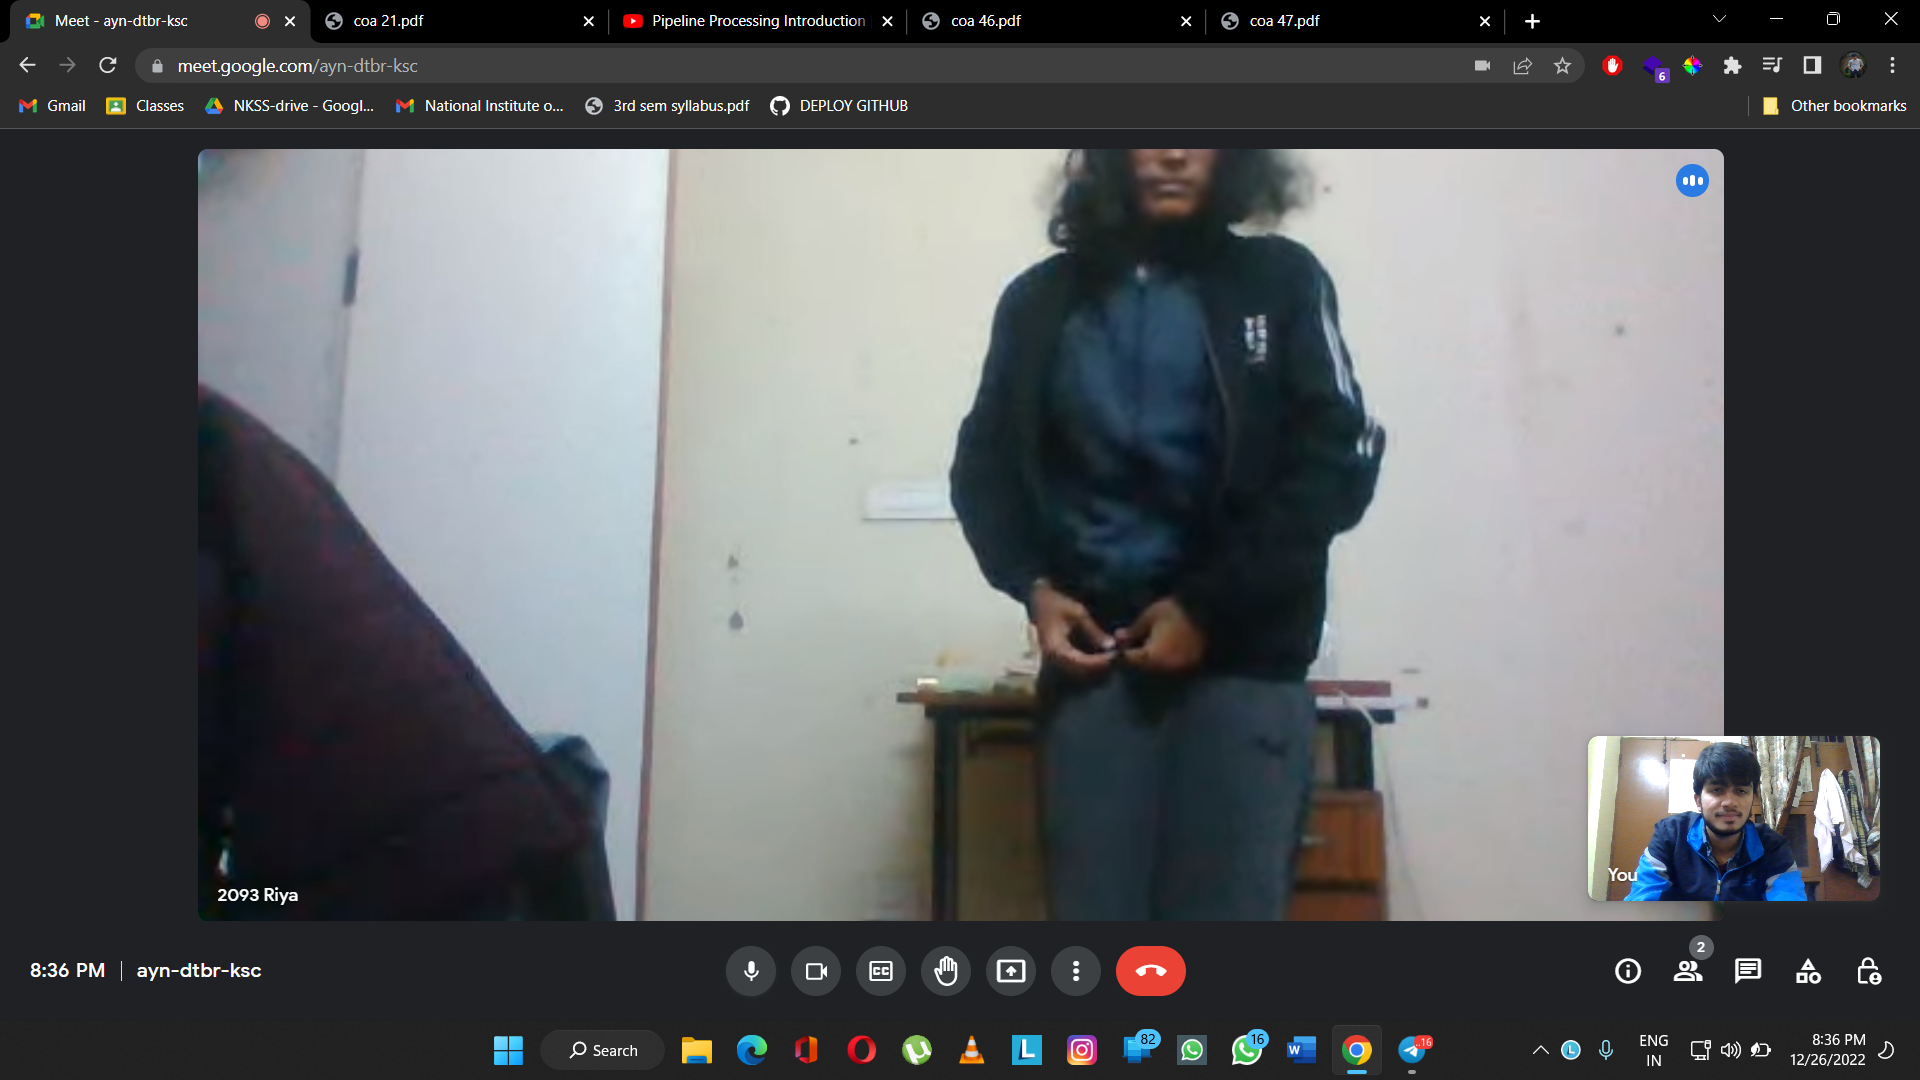 Meet - ayn-dtbr-ksc
coa 21.pdf
Pipeline Processing Introduction
coa 46.pdf
coa 47.pdf
meet.google.com/ayn-dtbr-ksc
6
Gmail
Classes
NKSS-drive - Googl...
National Institute o...
3rd sem syllabus.pdf
DEPLOY GITHUB
Other bookmarks
2093 Riya
You
8:36 PM | ayn-dtbr-ksc
CC
2
Search
L
82
16
W
..16
L
ENG
IN
8:36 PM
12/26/2022